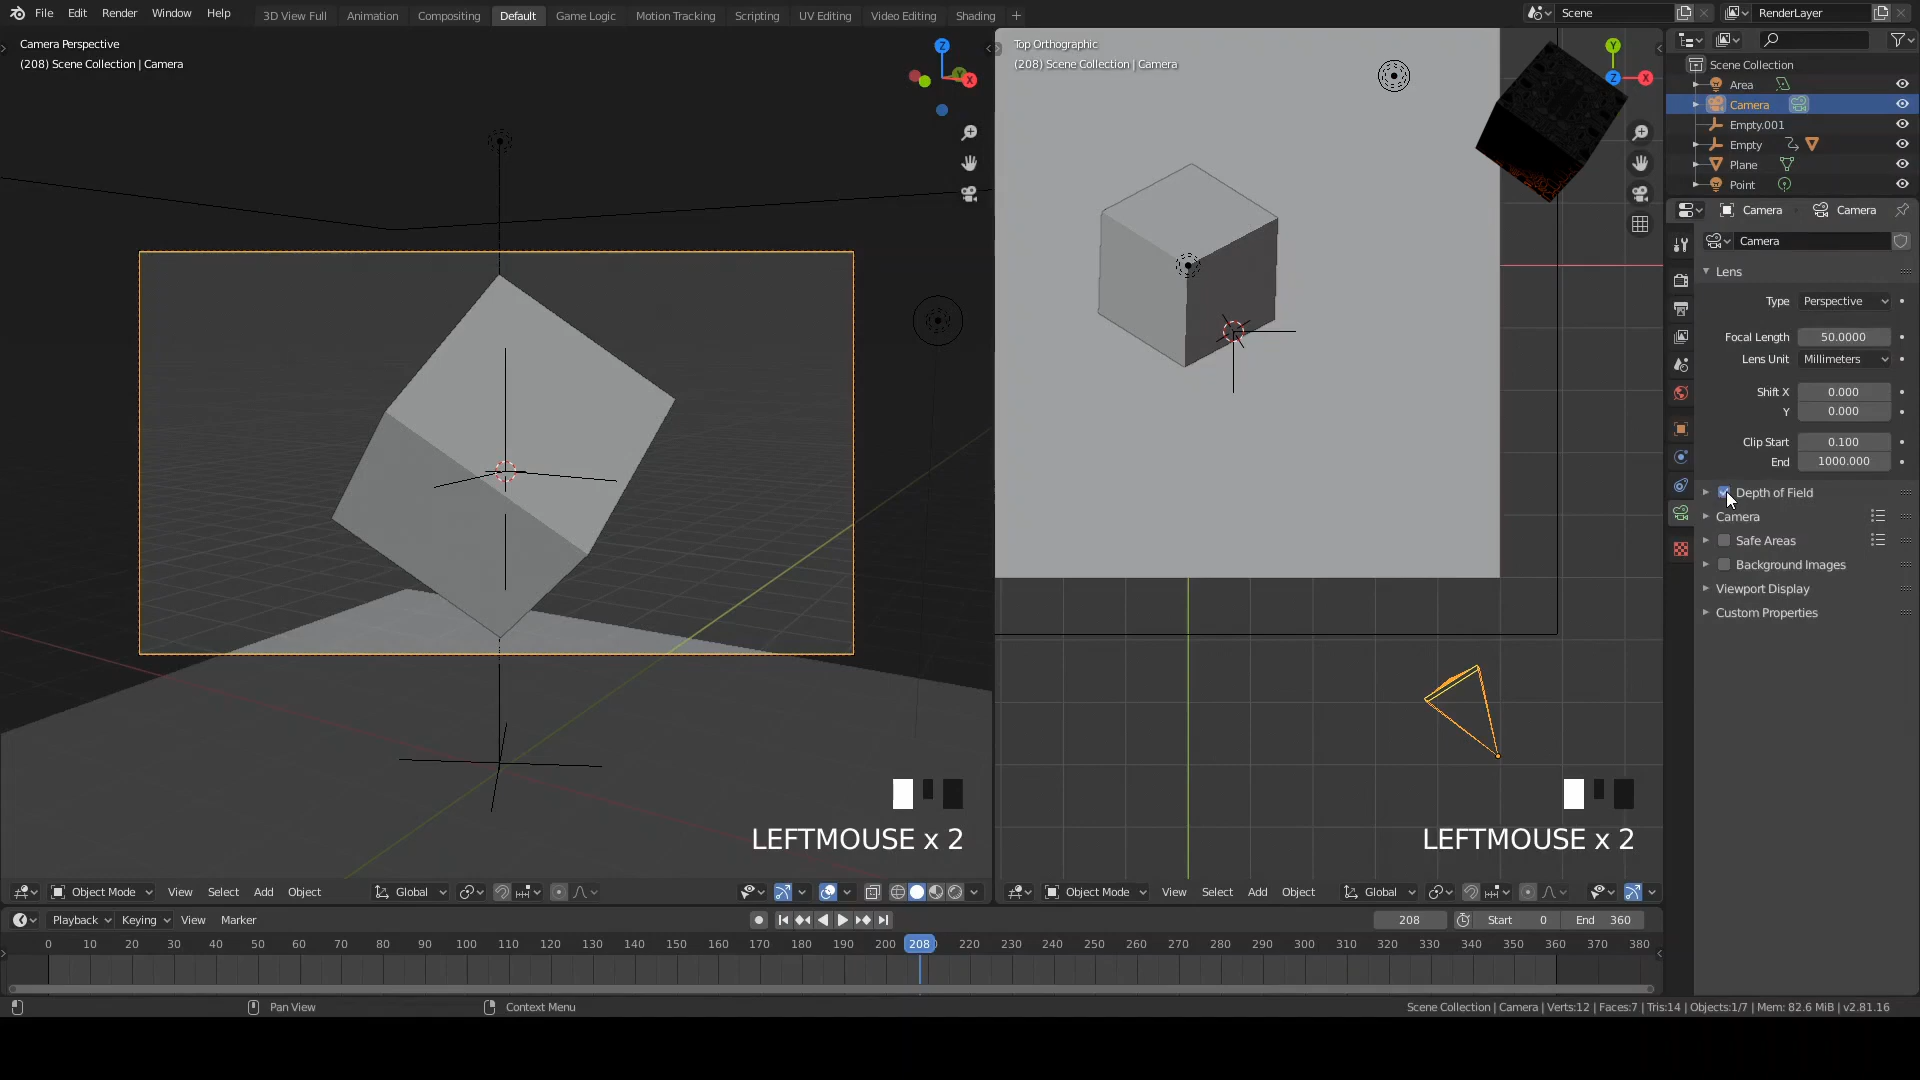 File Edit Render Window Help
3D View Full Animation Compositing Default Game Logic Motion Tracking Scripting UV Editing Video Editing Shading +
Scene
RenderLayer
Camera Perspective
(208) Scene Collection | Camera
Z
Y
X
LEFTMOUSE x 2
Top Orthographic
(208) Scene Collection | Camera
Y
Z
X
LEFTMOUSE x 2
Scene Collection
Area
Camera
Empty.001
Empty
Plane
Point
Camera Camera
Camera
Lens
Type Perspective
Focal Length 50.0000
Lens Unit Millimeters
Shift X 0.000
Y 0.000
Clip Start 0.100
End 1000.000
Depth of Field
Camera
Safe Areas
Background Images
Viewport Display
Custom Properties
Object Mode View Select Add Object Global
Object Mode View Select Add Object Global
Playback Keying View Marker
208 Start 0 End 360
0 10 20 30 40 50 60 70 80 90 100 110 120 130 140 150 160 170 180 190 200 208 220 230 240 250 260 270 280 290 300 310 320 330 340 350 360 370 380
Pan View
Context Menu
Scene Collection | Camera | Verts:12 | Faces:7 | Tris:14 | Objects:1/7 | Mem: 82.6 MiB | v2.81.16